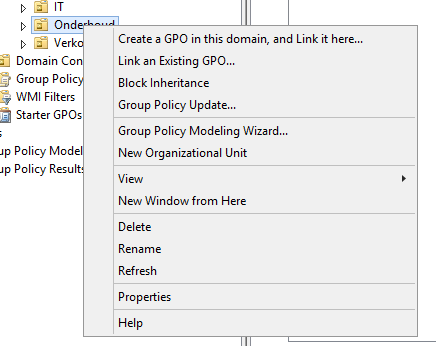 IT
Onderhoud
Verko
Domain Con
Group Policy
WMI Filters
Starter GPOs
s
up Policy Model
up Policy Results
Create a GPO in this domain, and Link it here...
Link an Existing GPO...
Block Inheritance
Group Policy Update...
Group Policy Modeling Wizard...
New Organizational Unit
View
New Window from Here
Delete
Rename
Refresh
Properties
Help